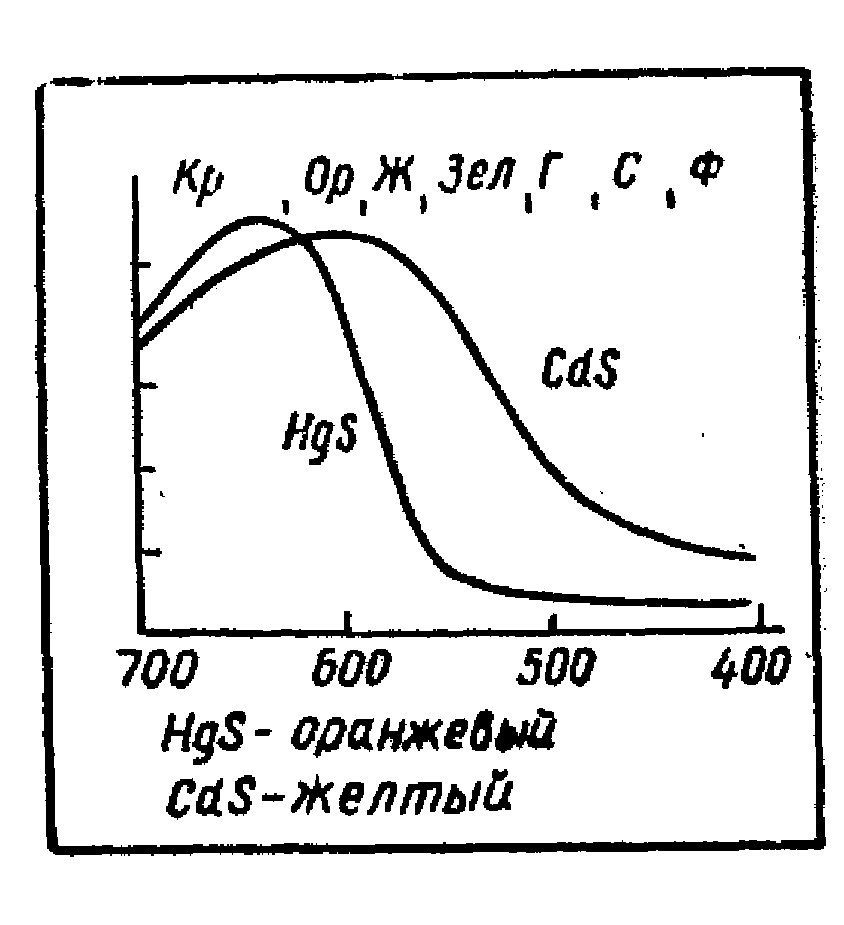 Кр , Ор , Ж , Зел , Г , С , Ф
CdS
HgS
700 600 500 400
HgS - оранжевый
CdS - желтый